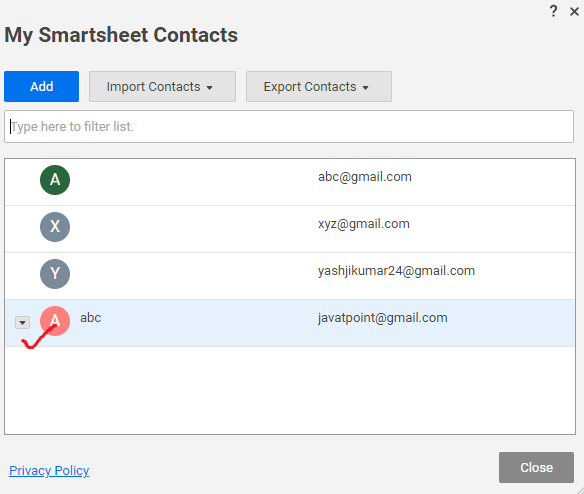 ? ×
My Smartsheet Contacts
Add Import Contacts Export Contacts
Type here to filter list.
A abc@gmail.com
X xyz@gmail.com
Y yashjikumar24@gmail.com
A abc javatpoint@gmail.com
Privacy Policy Close